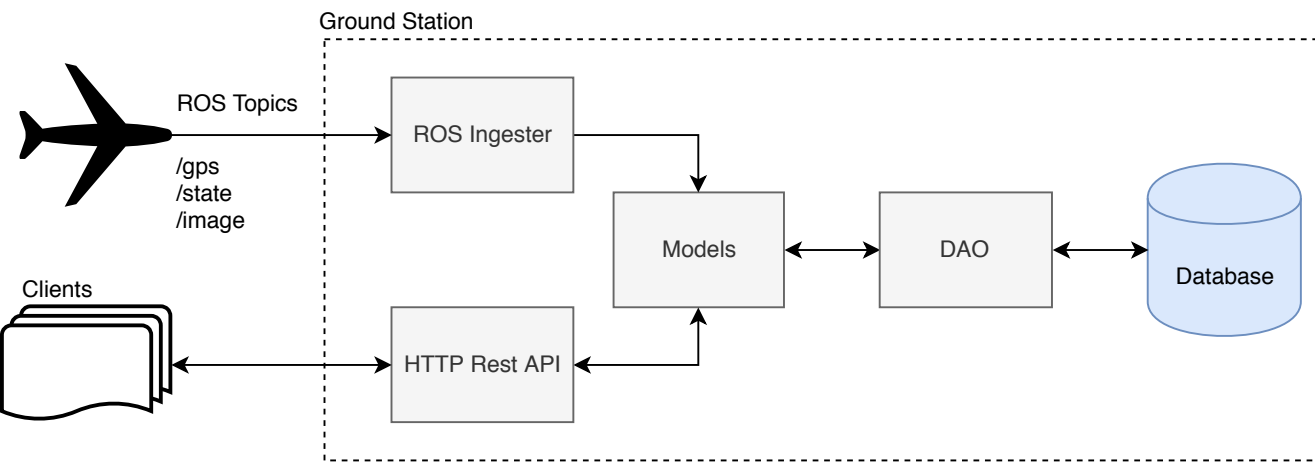 Ground Station
ROS Topics
/gps
/state
/image
ROS Ingester
Models
DAO
Database
Clients
HTTP Rest API